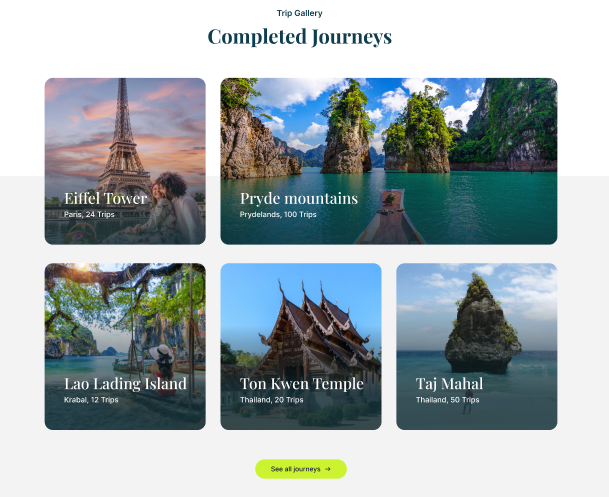 Trip Gallery
Completed Journeys
Eiffel Tower
Paris, 24 Trips
Pryde mountains
Prydelands, 100 Trips
Lao Lading Island
Krabal, 12 Trips
Ton Kwen Temple
Thailand, 20 Trips
Taj Mahal
Thailand, 50 Trips
See all journeys →